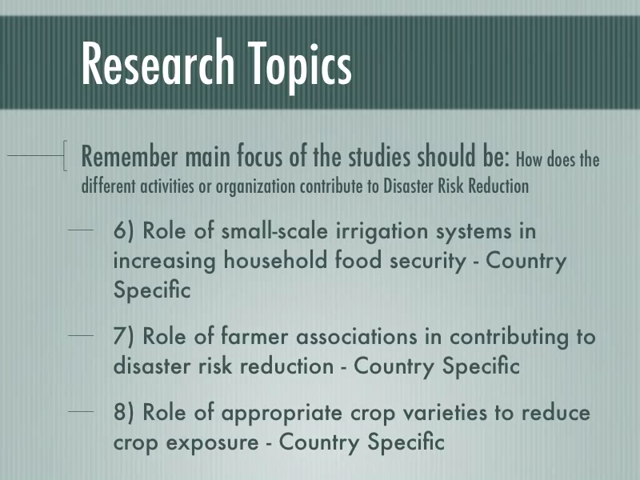 Research Topics
Remember main focus of the studies should be: How does the
different activities or organization contribute to Disaster Risk Reduction
6) Role of small-scale irrigation systems in
increasing household food security - Country
Specific
7) Role of farmer associations in contributing to
disaster risk reduction - Country Specific
8) Role of appropriate crop varieties to reduce
crop exposure - Country Specific